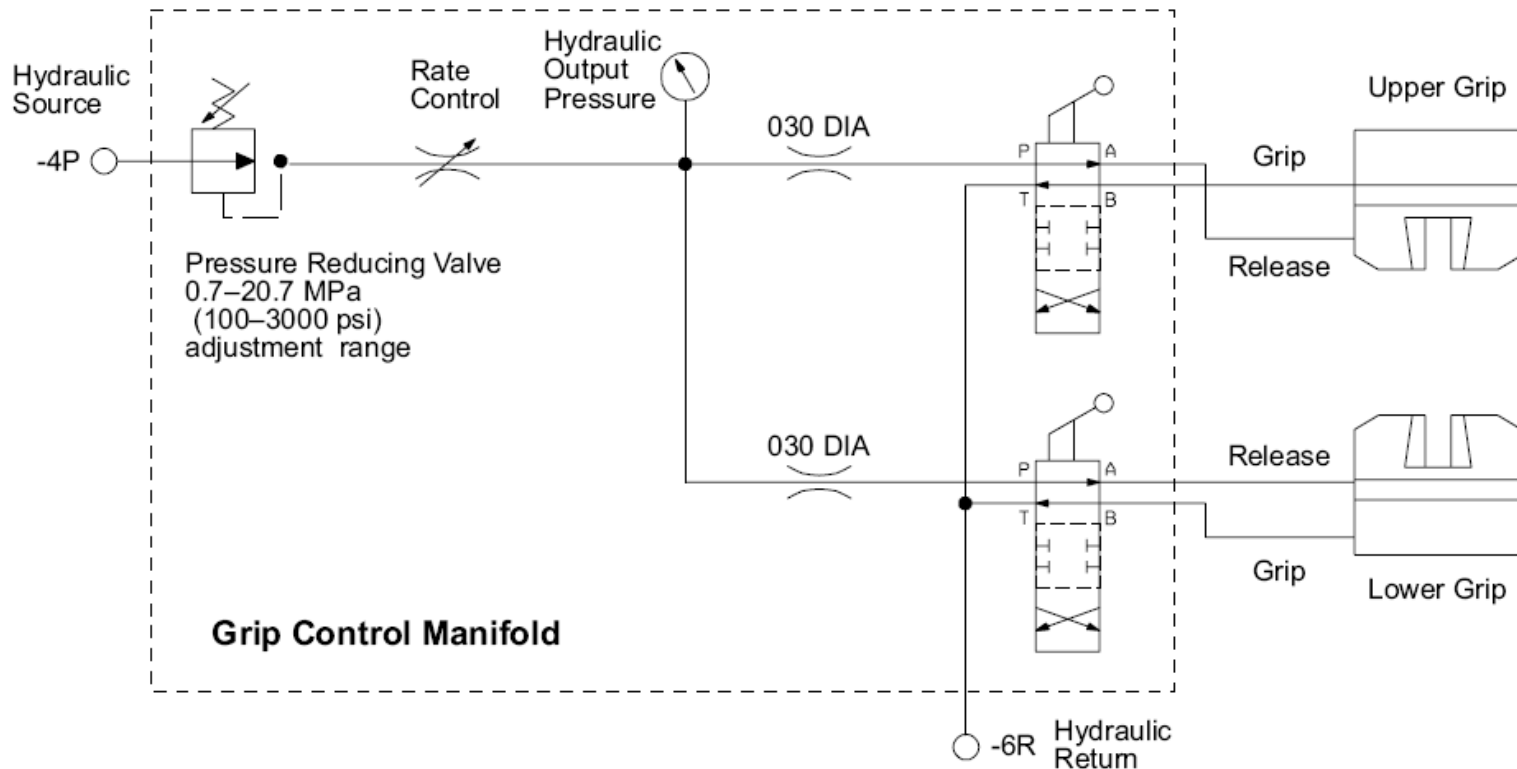 Hydraulic
Source
-4P
Rate
Control
Hydraulic
Output
Pressure
030 DIA
P
A
T
B
Upper Grip
Grip
Release
Pressure Reducing Valve
0.7–20.7 MPa
(100–3000 psi)
adjustment range
030 DIA
P
A
T
B
Release
Grip
Lower Grip
Grip Control Manifold
-6R
Hydraulic
Return